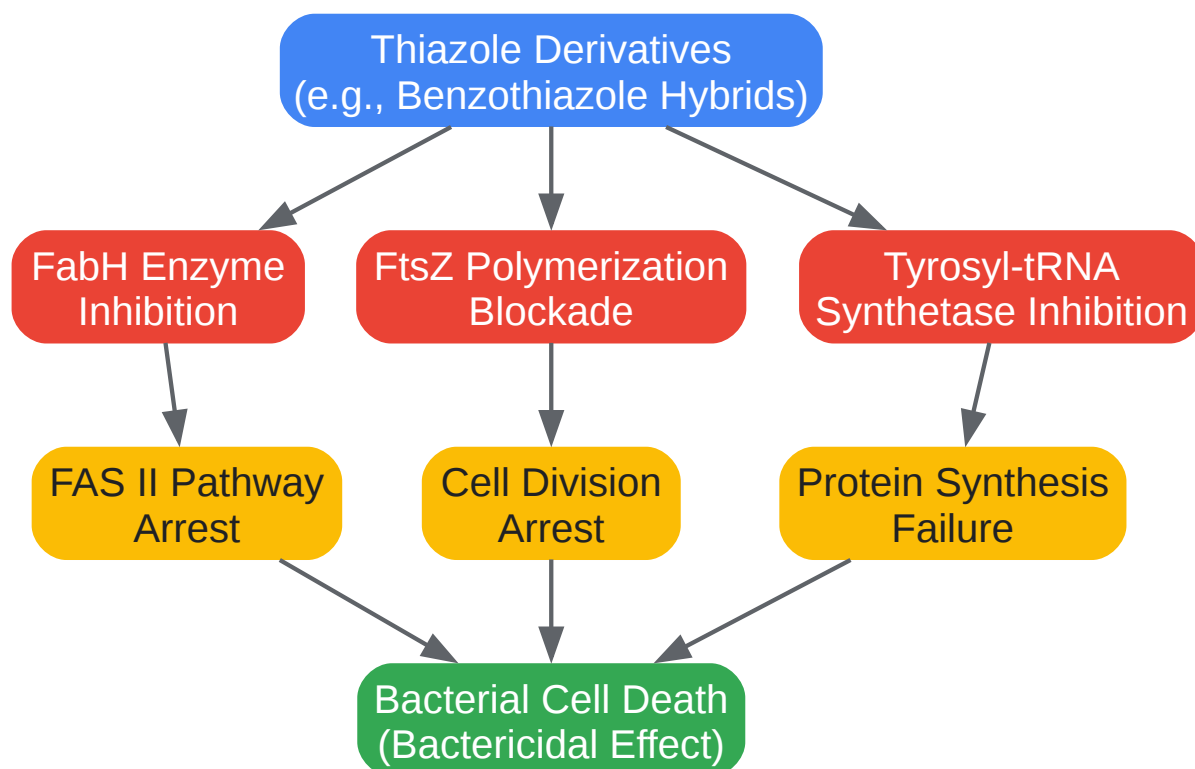 Thiazole Derivatives
(e.g., Benzothiazole Hybrids)
FabH Enzyme
Inhibition
FtsZ Polymerization
Blockade
Tyrosyl-tRNA
Synthetase Inhibition
FAS II Pathway
Arrest
Cell Division
Arrest
Protein Synthesis
Failure
Bacterial Cell Death
(Bactericidal Effect)